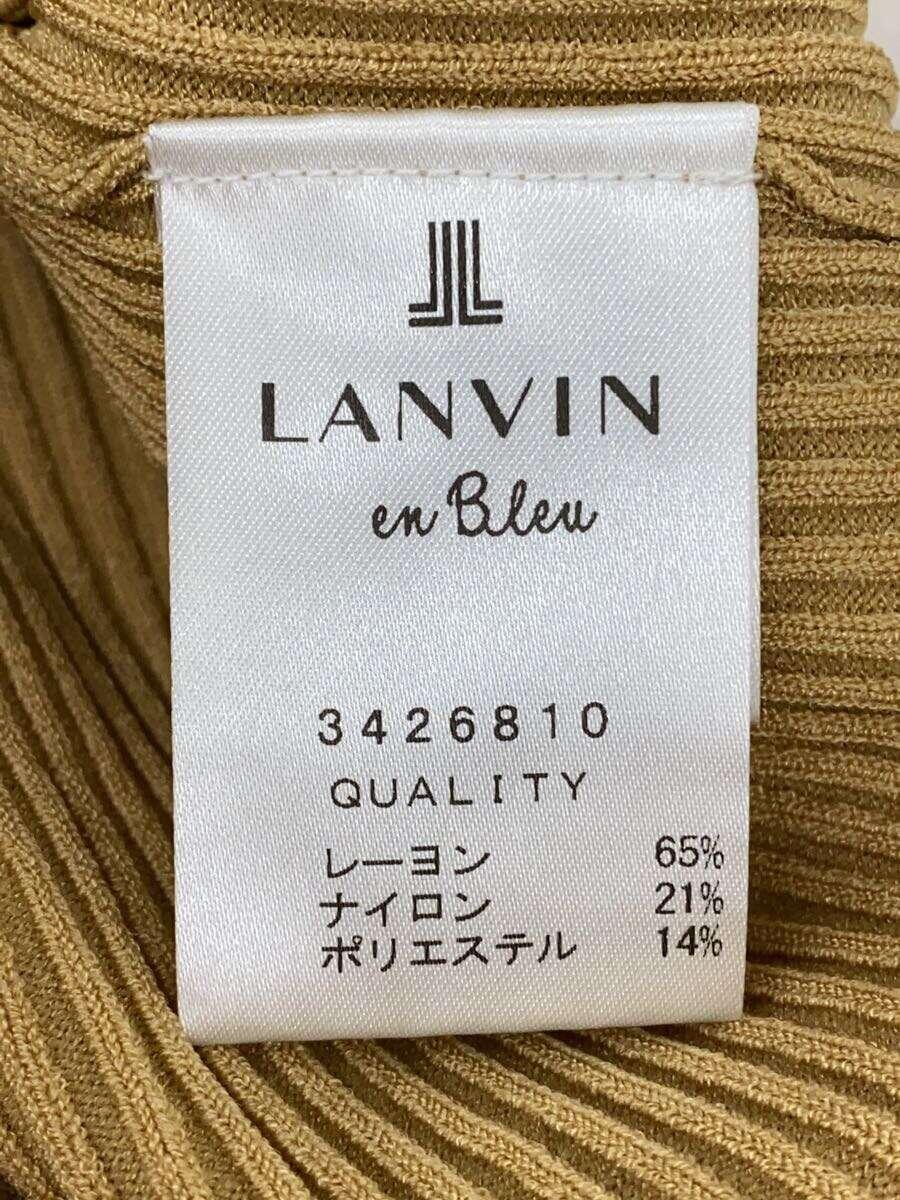 LANVIN
en Bleu
3426810
QUALITY
レーヨン 65%
ナイロン 21%
ポリエステル 14%